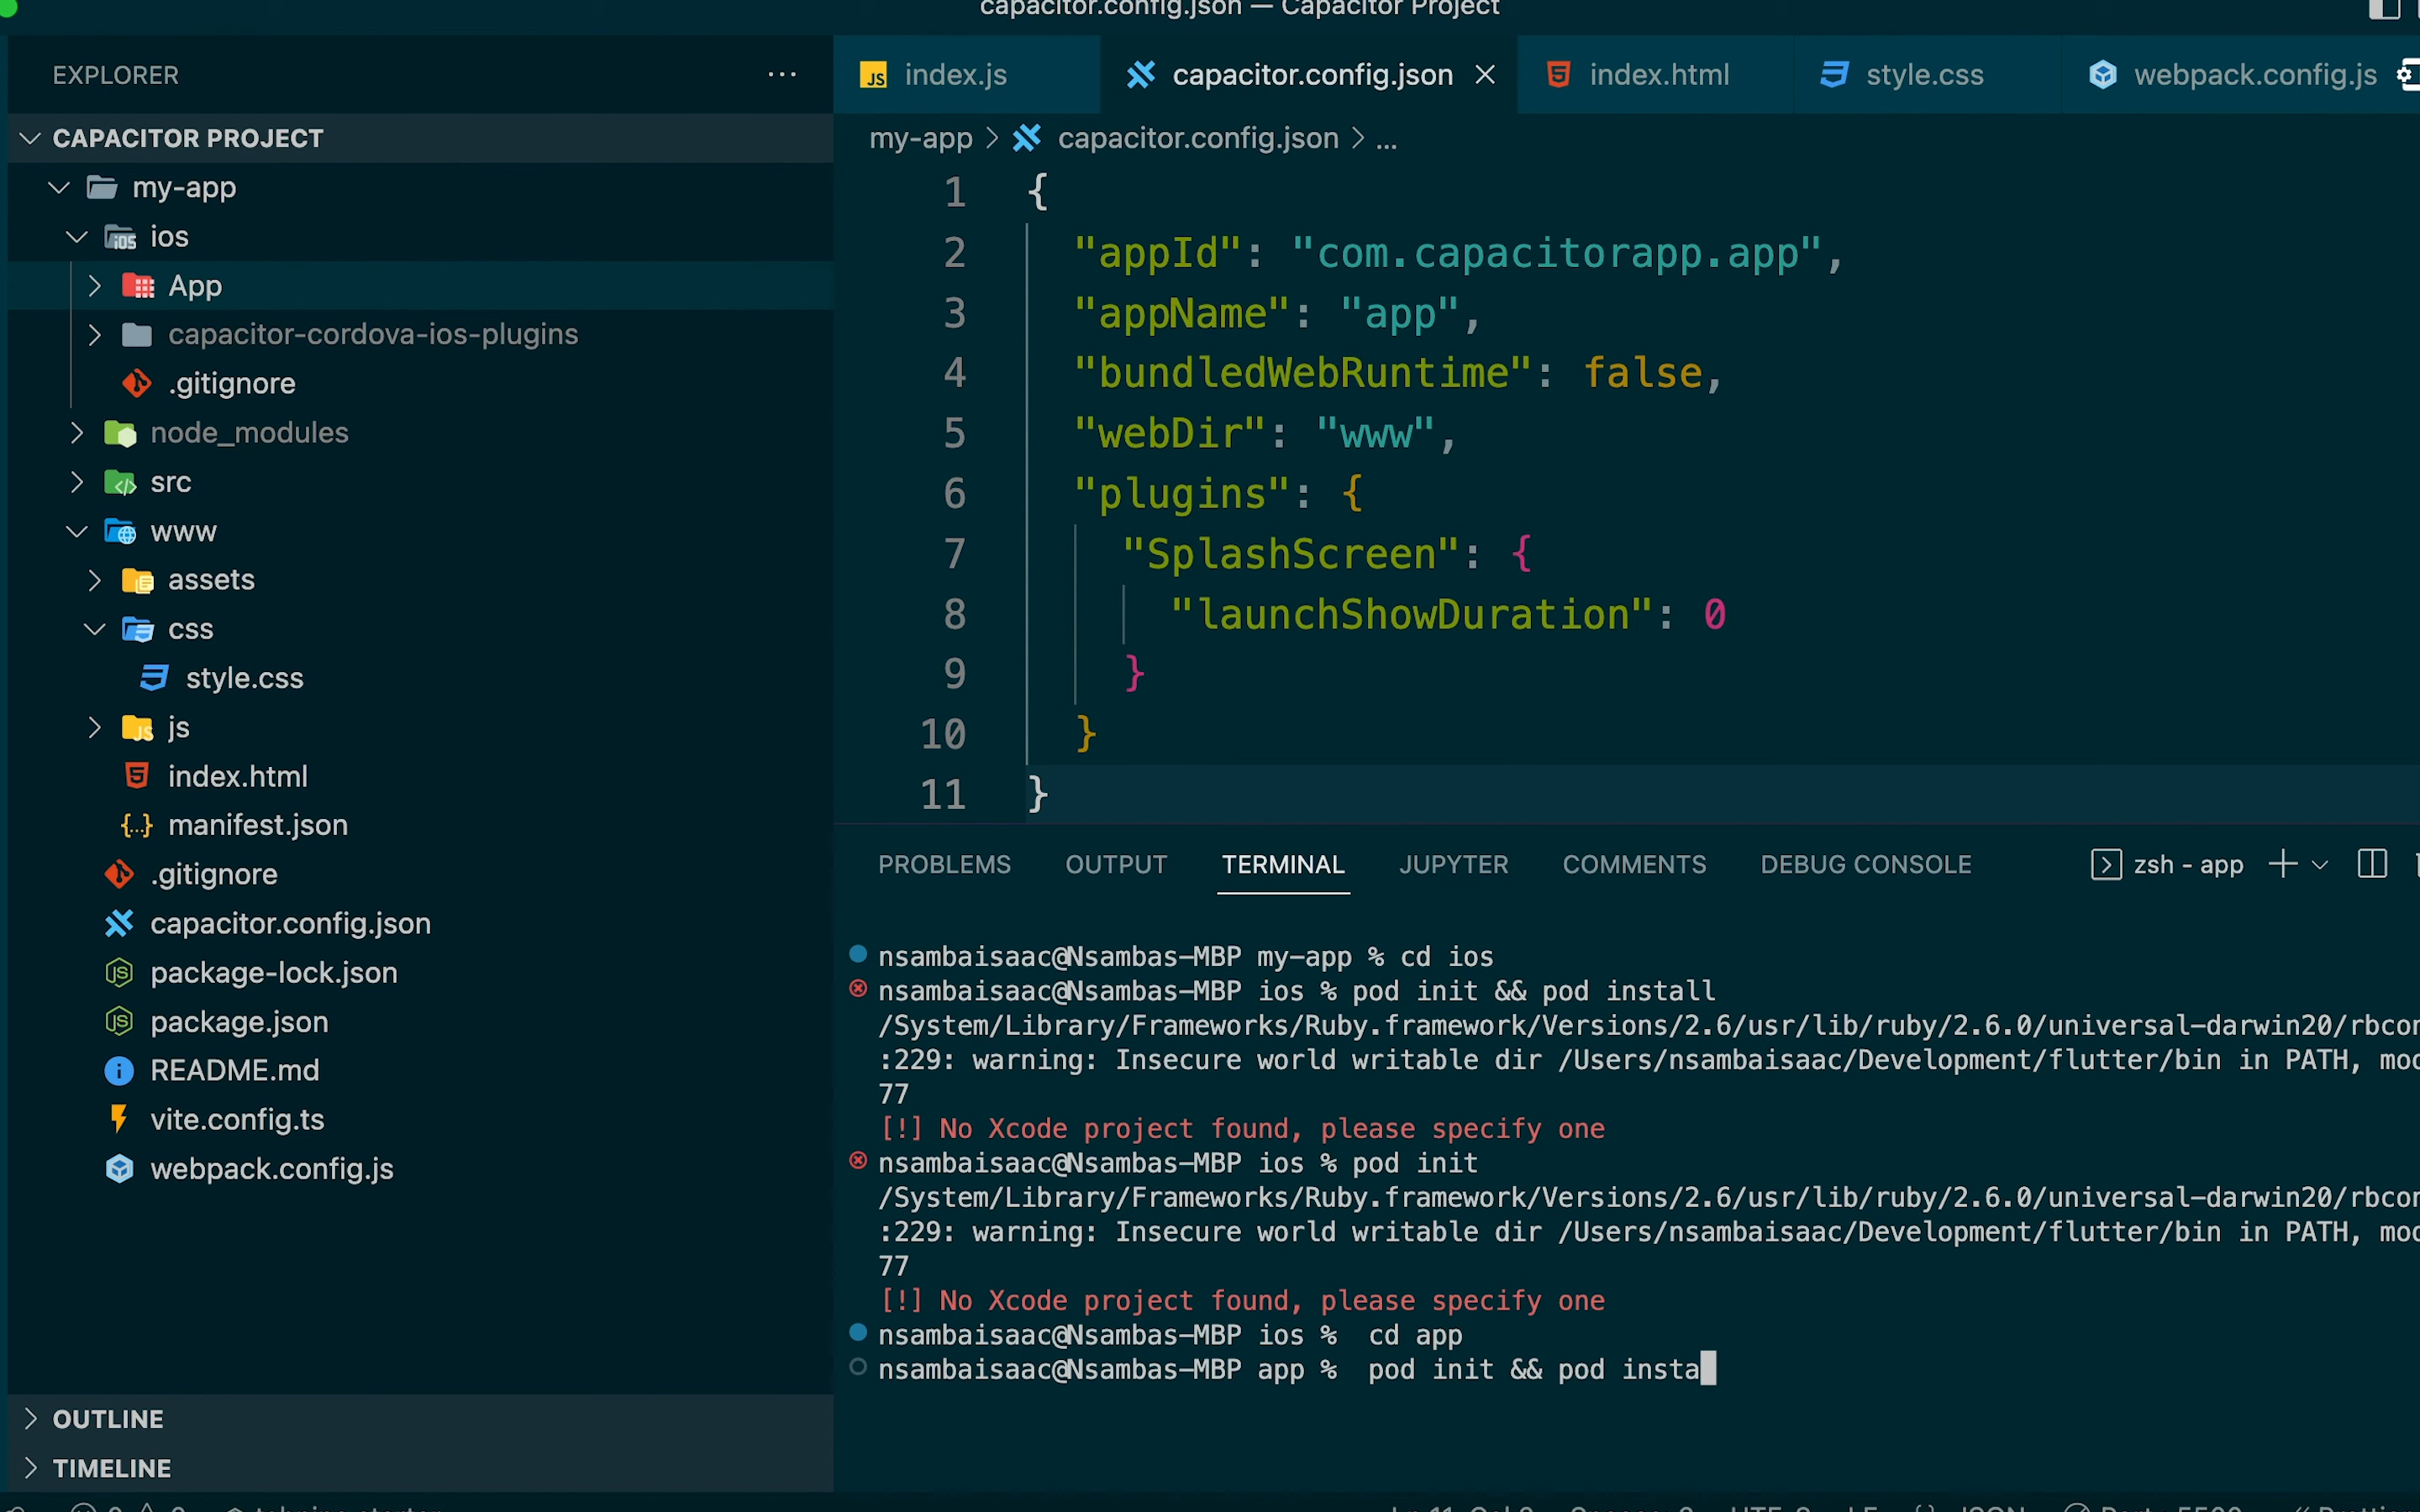 capacitor.config.json — Capacitor Project
EXPLORER
CAPACITOR PROJECT
my-app
ios
App
capacitor-cordova-ios-plugins
.gitignore
node_modules
src
www
assets
css
style.css
js
index.html
manifest.json
.gitignore
capacitor.config.json
package-lock.json
package.json
README.md
vite.config.ts
webpack.config.js
OUTLINE
TIMELINE
index.js capacitor.config.json index.html style.css webpack.config.js
my-app > capacitor.config.json > ...
1 {
2 "appId": "com.capacitorapp.app",
3 "appName": "app",
4 "bundledWebRuntime": false,
5 "webDir": "www",
6 "plugins": {
7 "SplashScreen": {
8 "launchShowDuration": 0
9 }
10 }
11 }
PROBLEMS OUTPUT TERMINAL JUPYTER COMMENTS DEBUG CONSOLE zsh - app
nsambaisaac@Nsambas-MBP my-app % cd ios
nsambaisaac@Nsambas-MBP ios % pod init && pod install
/System/Library/Frameworks/Ruby.framework/Versions/2.6/usr/lib/ruby/2.6.0/universal-darwin20/rbcon
:229: warning: Insecure world writable dir /Users/nsambaisaac/Development/flutter/bin in PATH, mod
77
[!] No Xcode project found, please specify one
nsambaisaac@Nsambas-MBP ios % pod init
/System/Library/Frameworks/Ruby.framework/Versions/2.6/usr/lib/ruby/2.6.0/universal-darwin20/rbcon
:229: warning: Insecure world writable dir /Users/nsambaisaac/Development/flutter/bin in PATH, mod
77
[!] No Xcode project found, please specify one
nsambaisaac@Nsambas-MBP ios %  cd app
nsambaisaac@Nsambas-MBP app %  pod init && pod insta